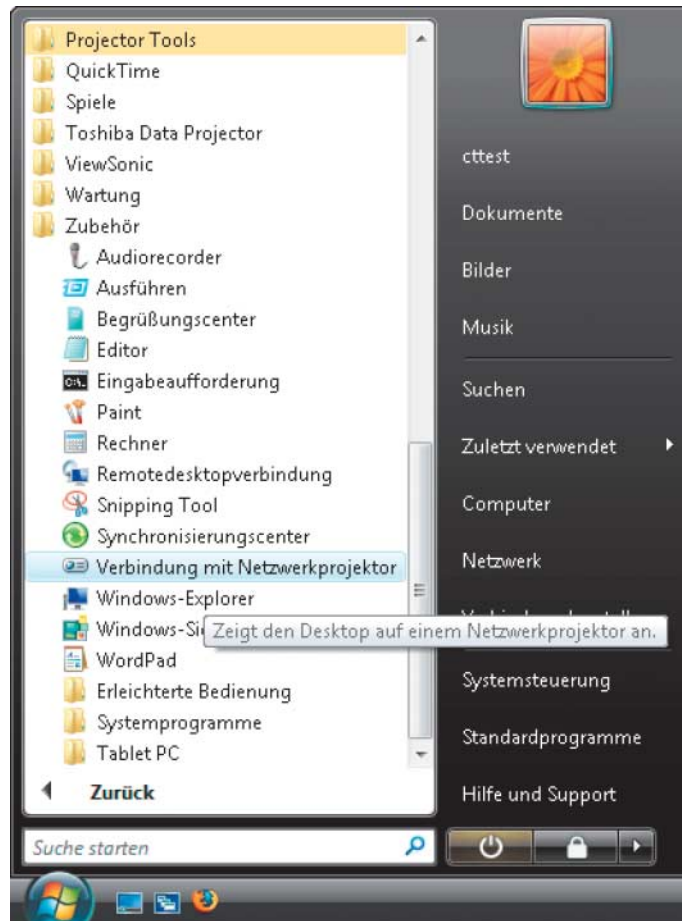 Projector Tools
QuickTime
Spiele
Toshiba Data Projector
ViewSonic
Wartung
Zubehör
Audiorecorder
Ausführen
Begrüßungscenter
Editor
Eingabeaufforderung
Paint
Rechner
Remotedesktopverbindung
Snipping Tool
Synchronisierungscenter
Verbindung mit Netzwerkprojektor
Windows-Explorer
Zeigt den Desktop auf einem Netzwerkprojektor an.
WordPad
Erleichterte Bedienung
Systemprogramme
Tablet PC
Zurück
Suche starten
cttest
Dokumente
Bilder
Musik
Suchen
Zuletzt verwendet
Computer
Netzwerk
Systemsteuerung
Standardprogramme
Hilfe und Support